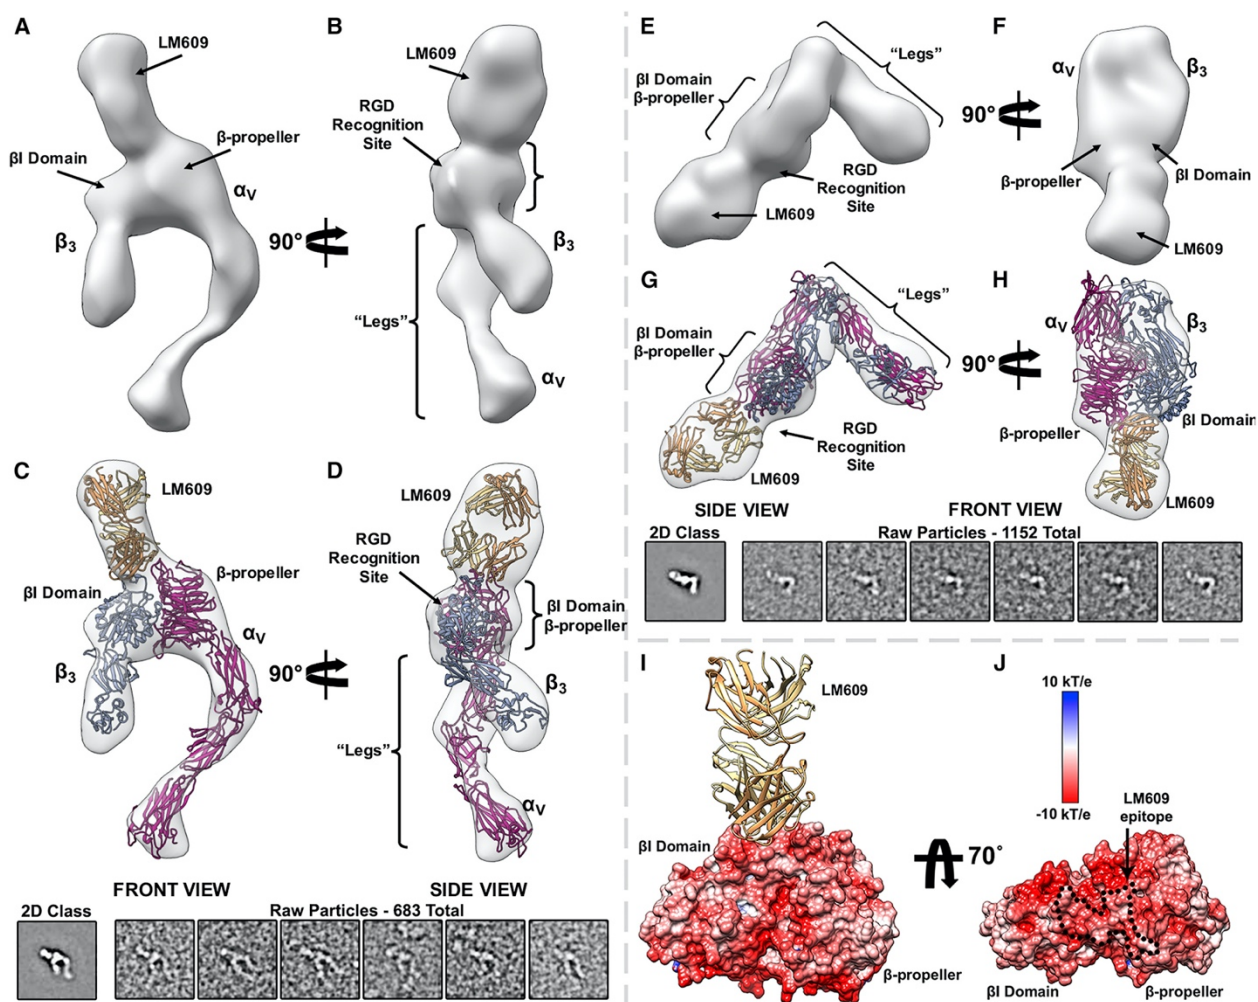 A
LM609
βI Domain
β-propeller
αV
β3
90°
B
LM609
RGD
Recognition
Site
β3
"Legs"
αV
C
LM609
βI Domain
β-propeller
αV
β3
90°
D
LM609
RGD
Recognition
Site
βI Domain
β-propeller
β3
"Legs"
αV
FRONT VIEW
SIDE VIEW
2D Class
Raw Particles - 683 Total
E
"Legs"
βI Domain
β-propeller
RGD
Recognition
Site
LM609
90°
F
αV
β3
β-propeller
βI Domain
LM609
G
"Legs"
βI Domain
β-propeller
RGD
Recognition
Site
LM609
90°
H
αV
β3
β-propeller
βI Domain
LM609
SIDE VIEW
FRONT VIEW
2D Class
Raw Particles - 1152 Total
I
LM609
βI Domain
β-propeller
70°
J
10 kT/e
-10 kT/e
LM609
epitope
βI Domain
β-propeller